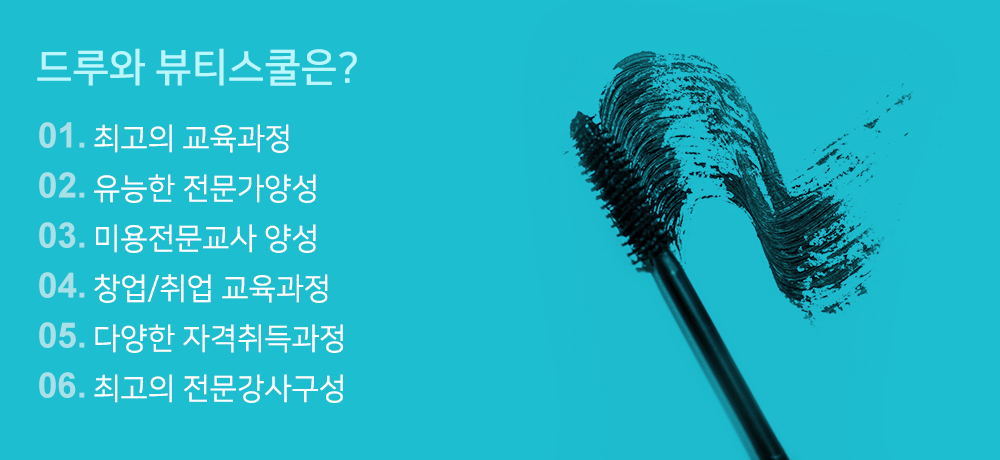 드루와 뷰티스쿨은?
01. 최고의 교육과정
02. 유능한 전문가양성
03. 미용전문교사 양성
04. 창업/취업 교육과정
05. 다양한 자격취득과정
06. 최고의 전문강사구성